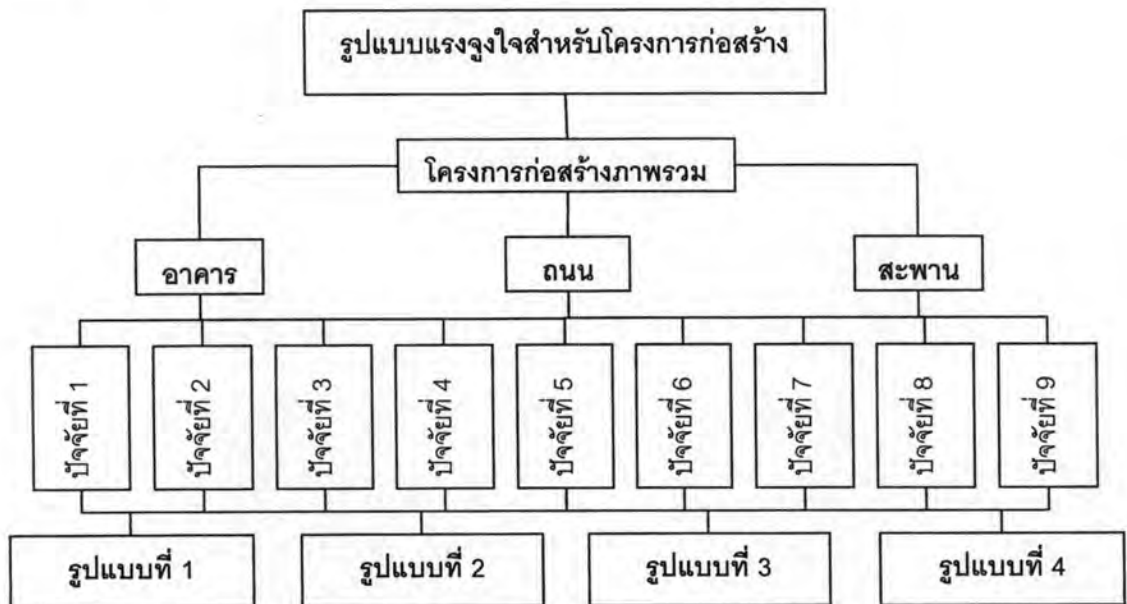 รูปแบบแรงจูงใจสำหรับโครงการก่อสร้าง
โครงการก่อสร้างภาพรวม
อาคาร
ถนน
สะพาน
ปัจจัยที่ 1
ปัจจัยที่ 2
ปัจจัยที่ 3
ปัจจัยที่ 4
ปัจจัยที่ 5
ปัจจัยที่ 6
ปัจจัยที่ 7
ปัจจัยที่ 8
ปัจจัยที่ 9
รูปแบบที่ 1
รูปแบบที่ 2
รูปแบบที่ 3
รูปแบบที่ 4